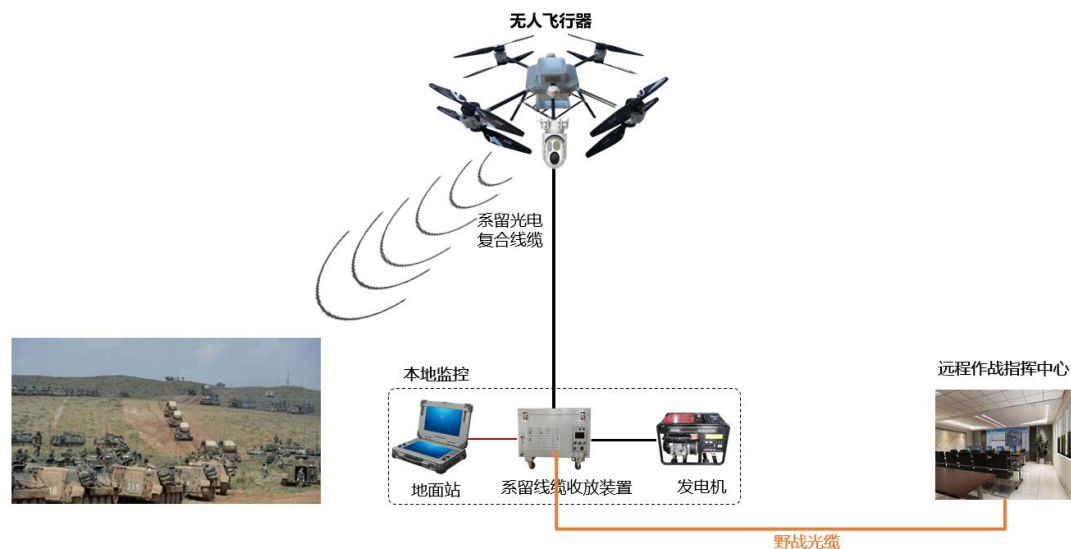 无人飞行器
系留光电
复合线缆
本地监控
远程作战指挥中心
地面站
系留线缆收放装置
发电机
野战光缆
18
315